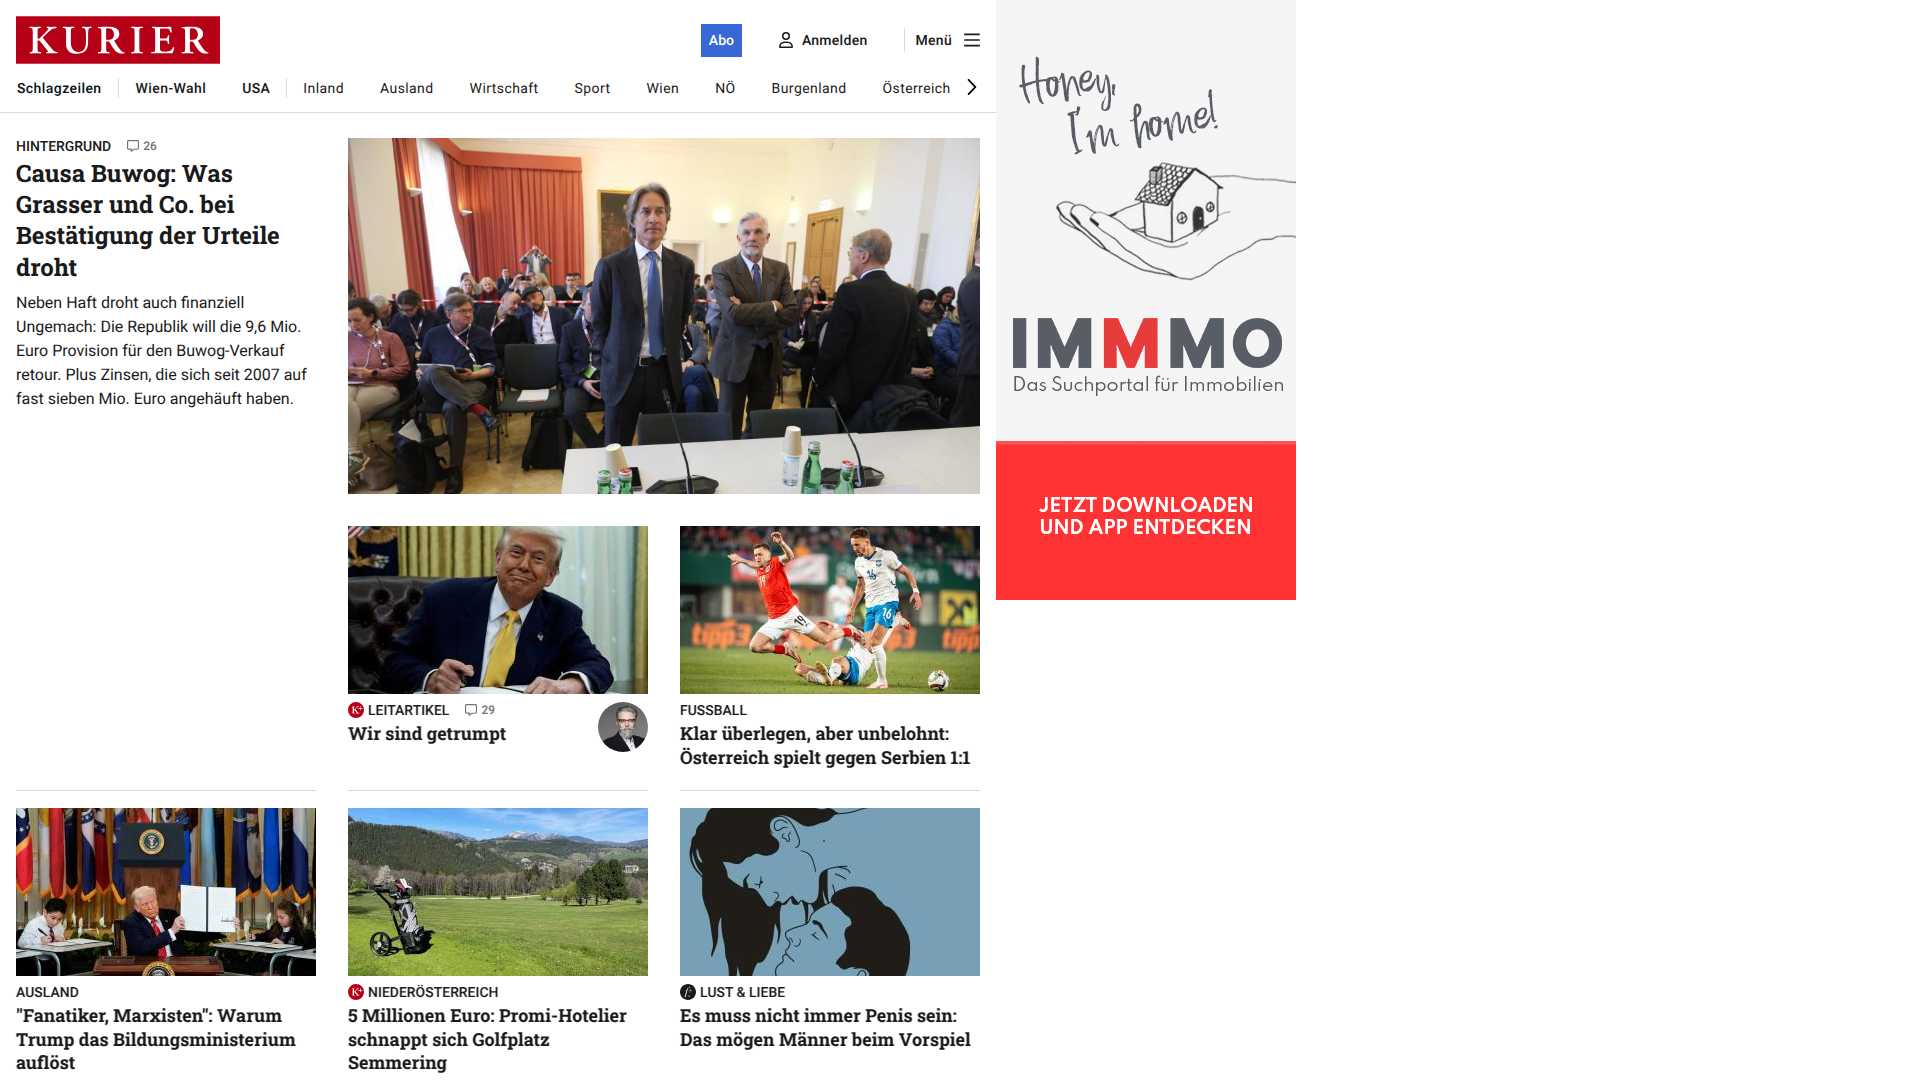 KURIER
Abo
Anmelden
Menü
Schlagzeilen
Wien-Wahl
USA
Inland
Ausland
Wirtschaft
Sport
Wien
NÖ
Burgenland
Österreich
HINTERGRUND 26
Causa Buwog: Was
Grasser und Co. bei
Bestätigung der Urteile
droht
Neben Haft droht auch finanziell
Ungemach: Die Republik will die 9,6 Mio.
Euro Provision für den Buwog-Verkauf
retour. Plus Zinsen, die sich seit 2007 auf
fast sieben Mio. Euro angehäuft haben.
K+ LEITARTIKEL 29
Wir sind getrumpt
tipp3
19
16
16
tipp
FUSSBALL
Klar überlegen, aber unbelohnt:
Österreich spielt gegen Serbien 1:1
AUSLAND
"Fanatiker, Marxisten": Warum
Trump das Bildungsministerium
auflöst
K+ NIEDERÖSTERREICH
5 Millionen Euro: Promi-Hotelier
schnappt sich Golfplatz
Semmering
f LUST & LIEBE
Es muss nicht immer Penis sein:
Das mögen Männer beim Vorspiel
Honey,
I'm home!
IMMMO
Das Suchportal für Immobilien
JETZT DOWNLOADEN
UND APP ENTDECKEN